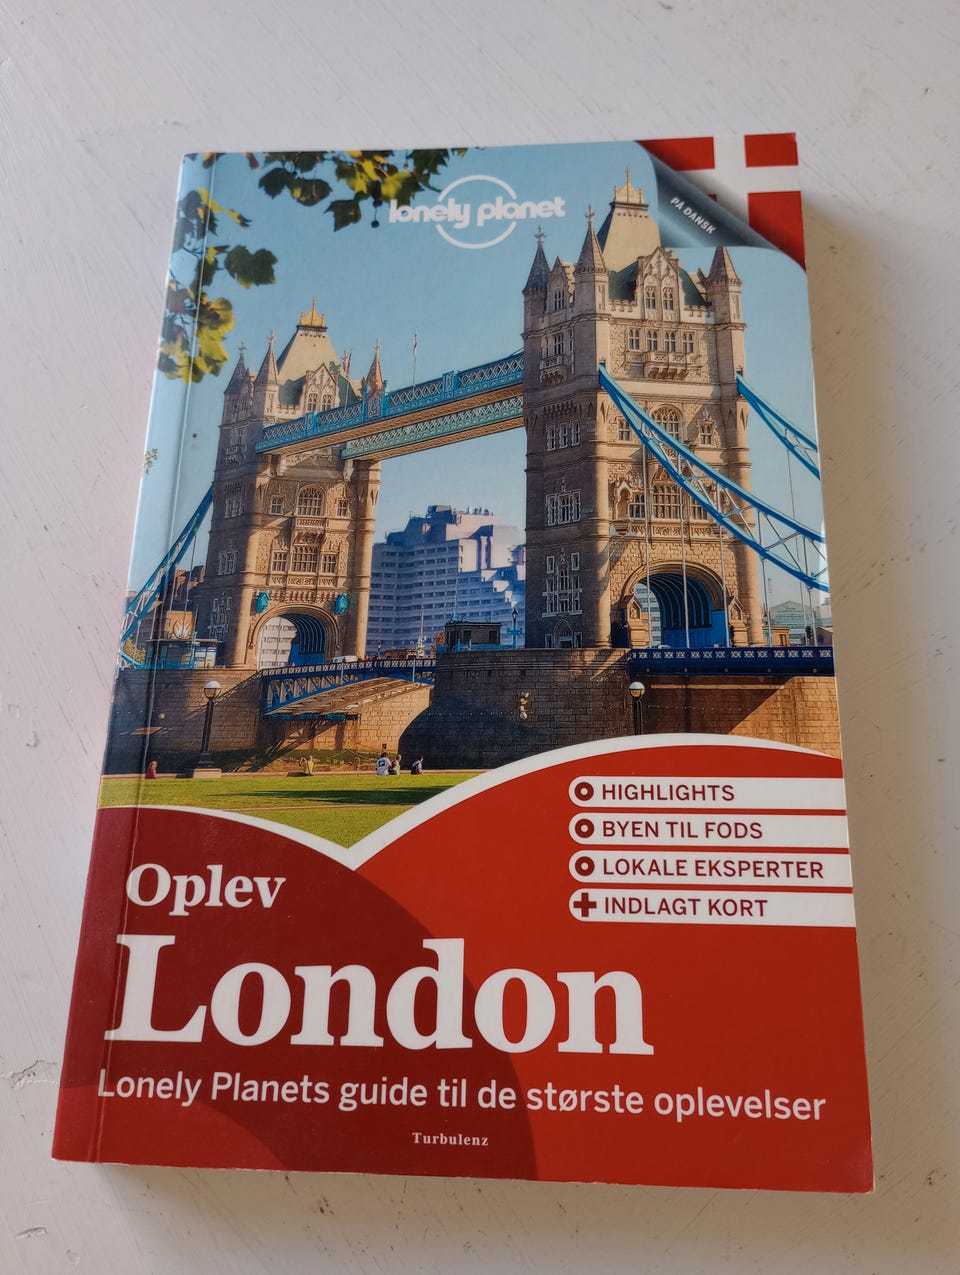 lonely planet
PÅ DANSK
HIGHLIGHTS
BYEN TIL FODS
LOKALE EKSPERTER
INDLAGT KORT
Oplev
London
Lonely Planets guide til de største oplevelser
Turbulenz